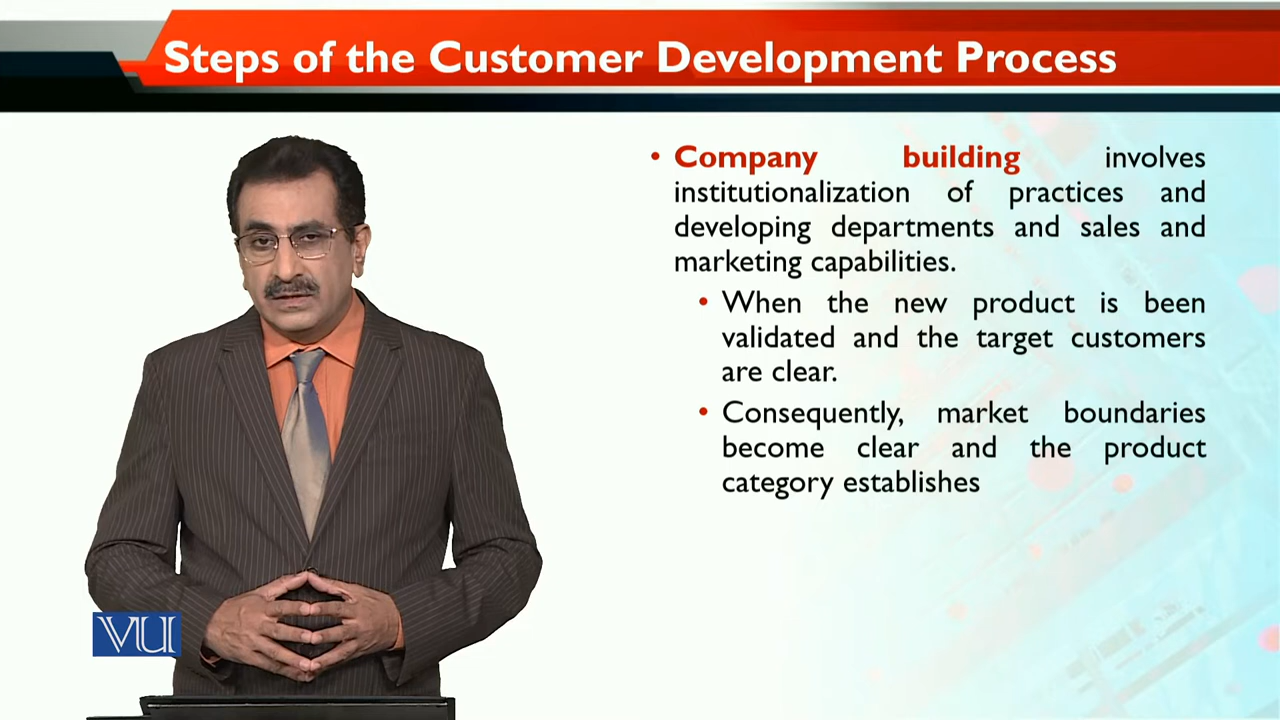 Steps of the Customer Development Process
• Company building involves
institutionalization of practices and
developing departments and sales and
marketing capabilities.
• When the new product is been
validated and the target customers
are clear.
• Consequently, market boundaries
become clear and the product
category establishes
VU